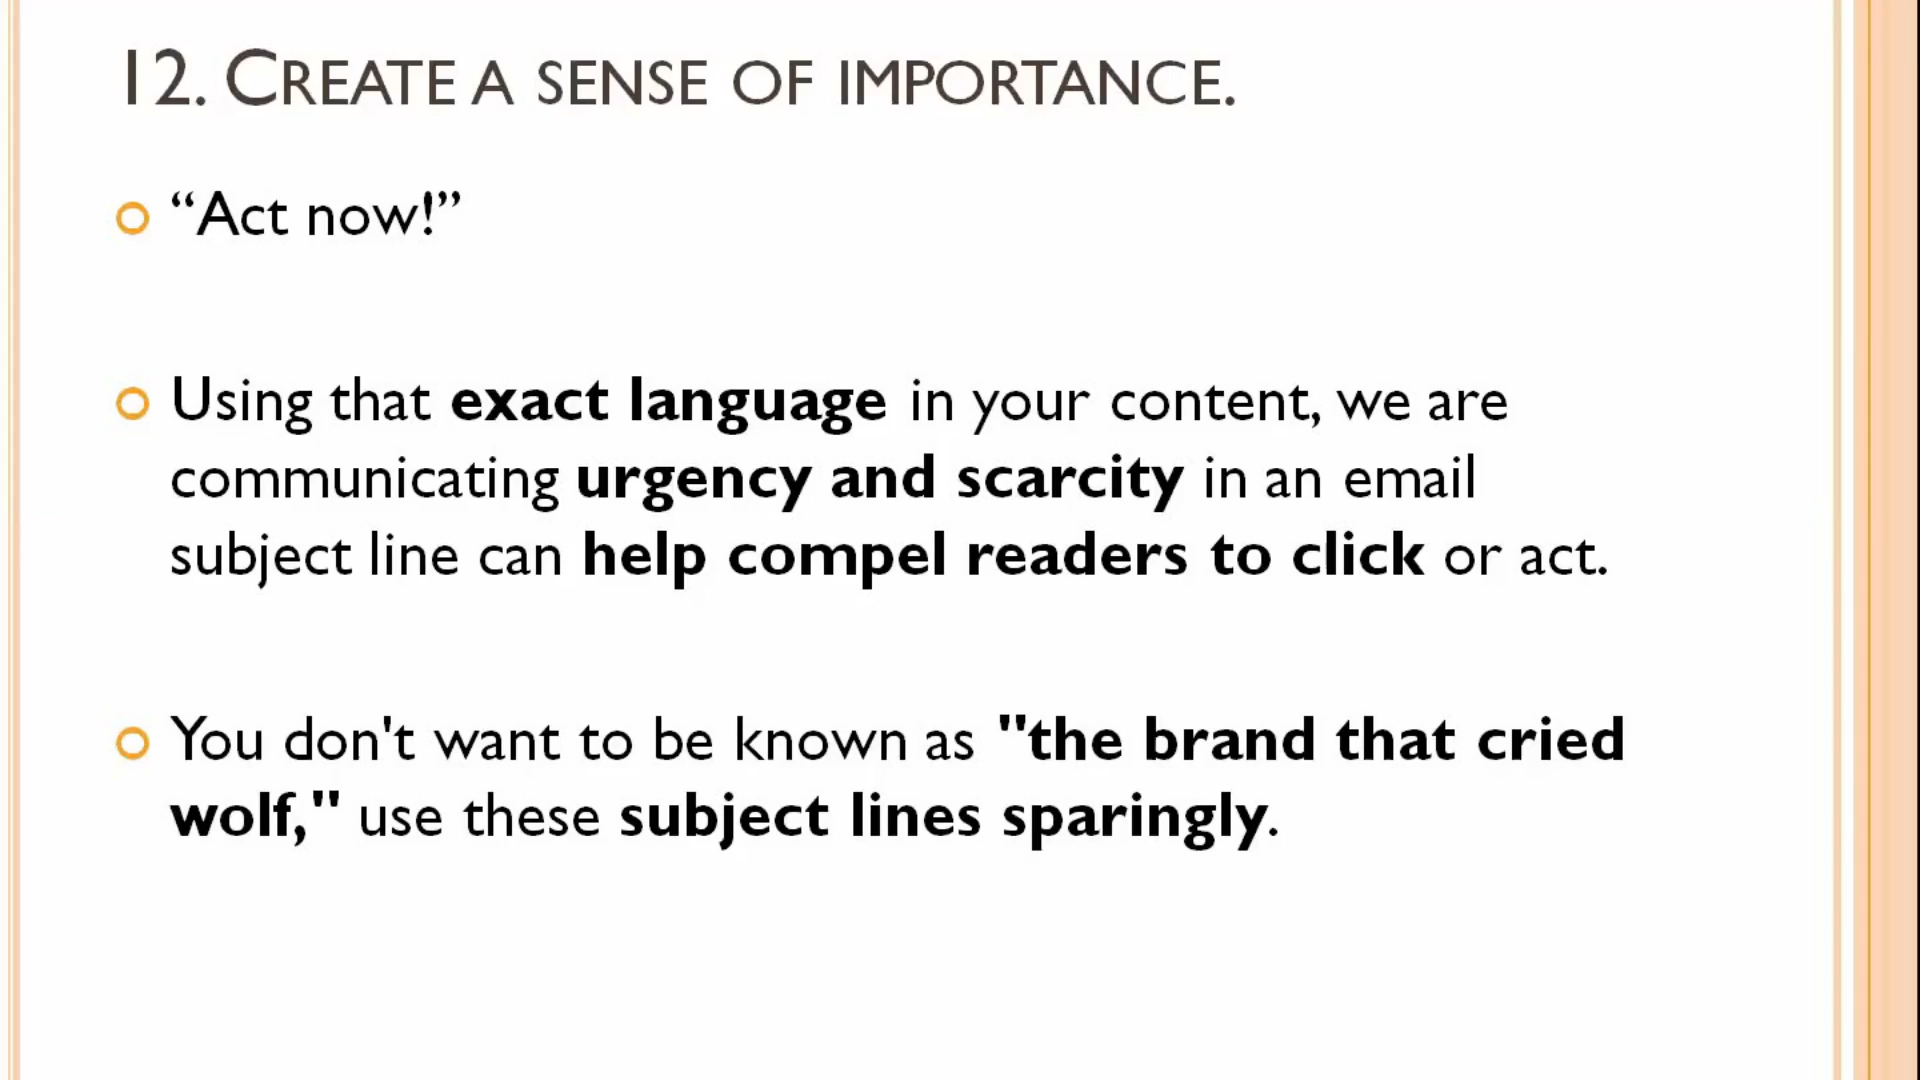 12. CREATE A SENSE OF IMPORTANCE.
“Act now!”
Using that exact language in your content, we are
communicating urgency and scarcity in an email
subject line can help compel readers to click or act.
You don't want to be known as "the brand that cried
wolf," use these subject lines sparingly.